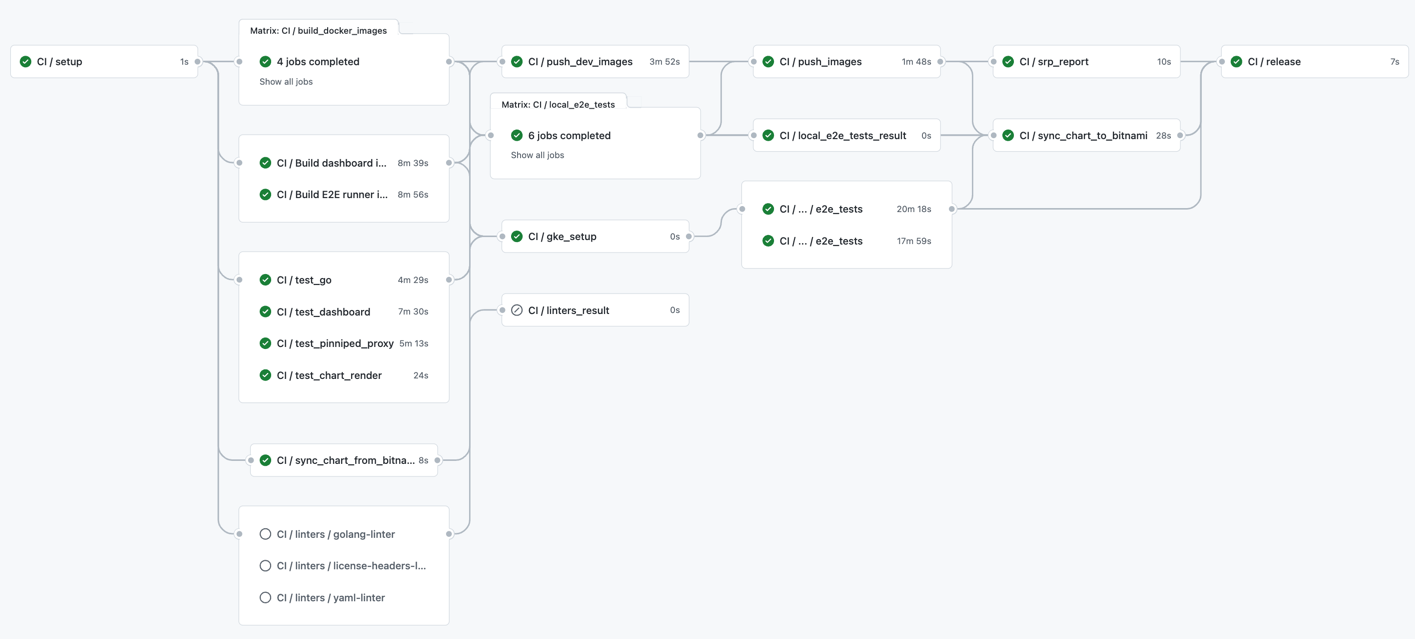 CI / setup 1s
Matrix: CI / build_docker_images
4 jobs completed
Show all jobs
CI / Build dashboard i... 8m 39s
CI / Build E2E runner i... 8m 56s
CI / test_go 4m 29s
CI / test_dashboard 7m 30s
CI / test_pinniped_proxy 5m 13s
CI / test_chart_render 24s
CI / sync_chart_from_bitna... 8s
CI / linters / golang-linter
CI / linters / license-headers-l...
CI / linters / yaml-linter
CI / push_dev_images 3m 52s
Matrix: CI / local_e2e_tests
6 jobs completed
Show all jobs
CI / gke_setup 0s
CI / linters_result 0s
CI / push_images 1m 48s
CI / local_e2e_tests_result 0s
CI / ... / e2e_tests 20m 18s
CI / ... / e2e_tests 17m 59s
CI / srp_report 10s
CI / sync_chart_to_bitnami 28s
CI / release 7s